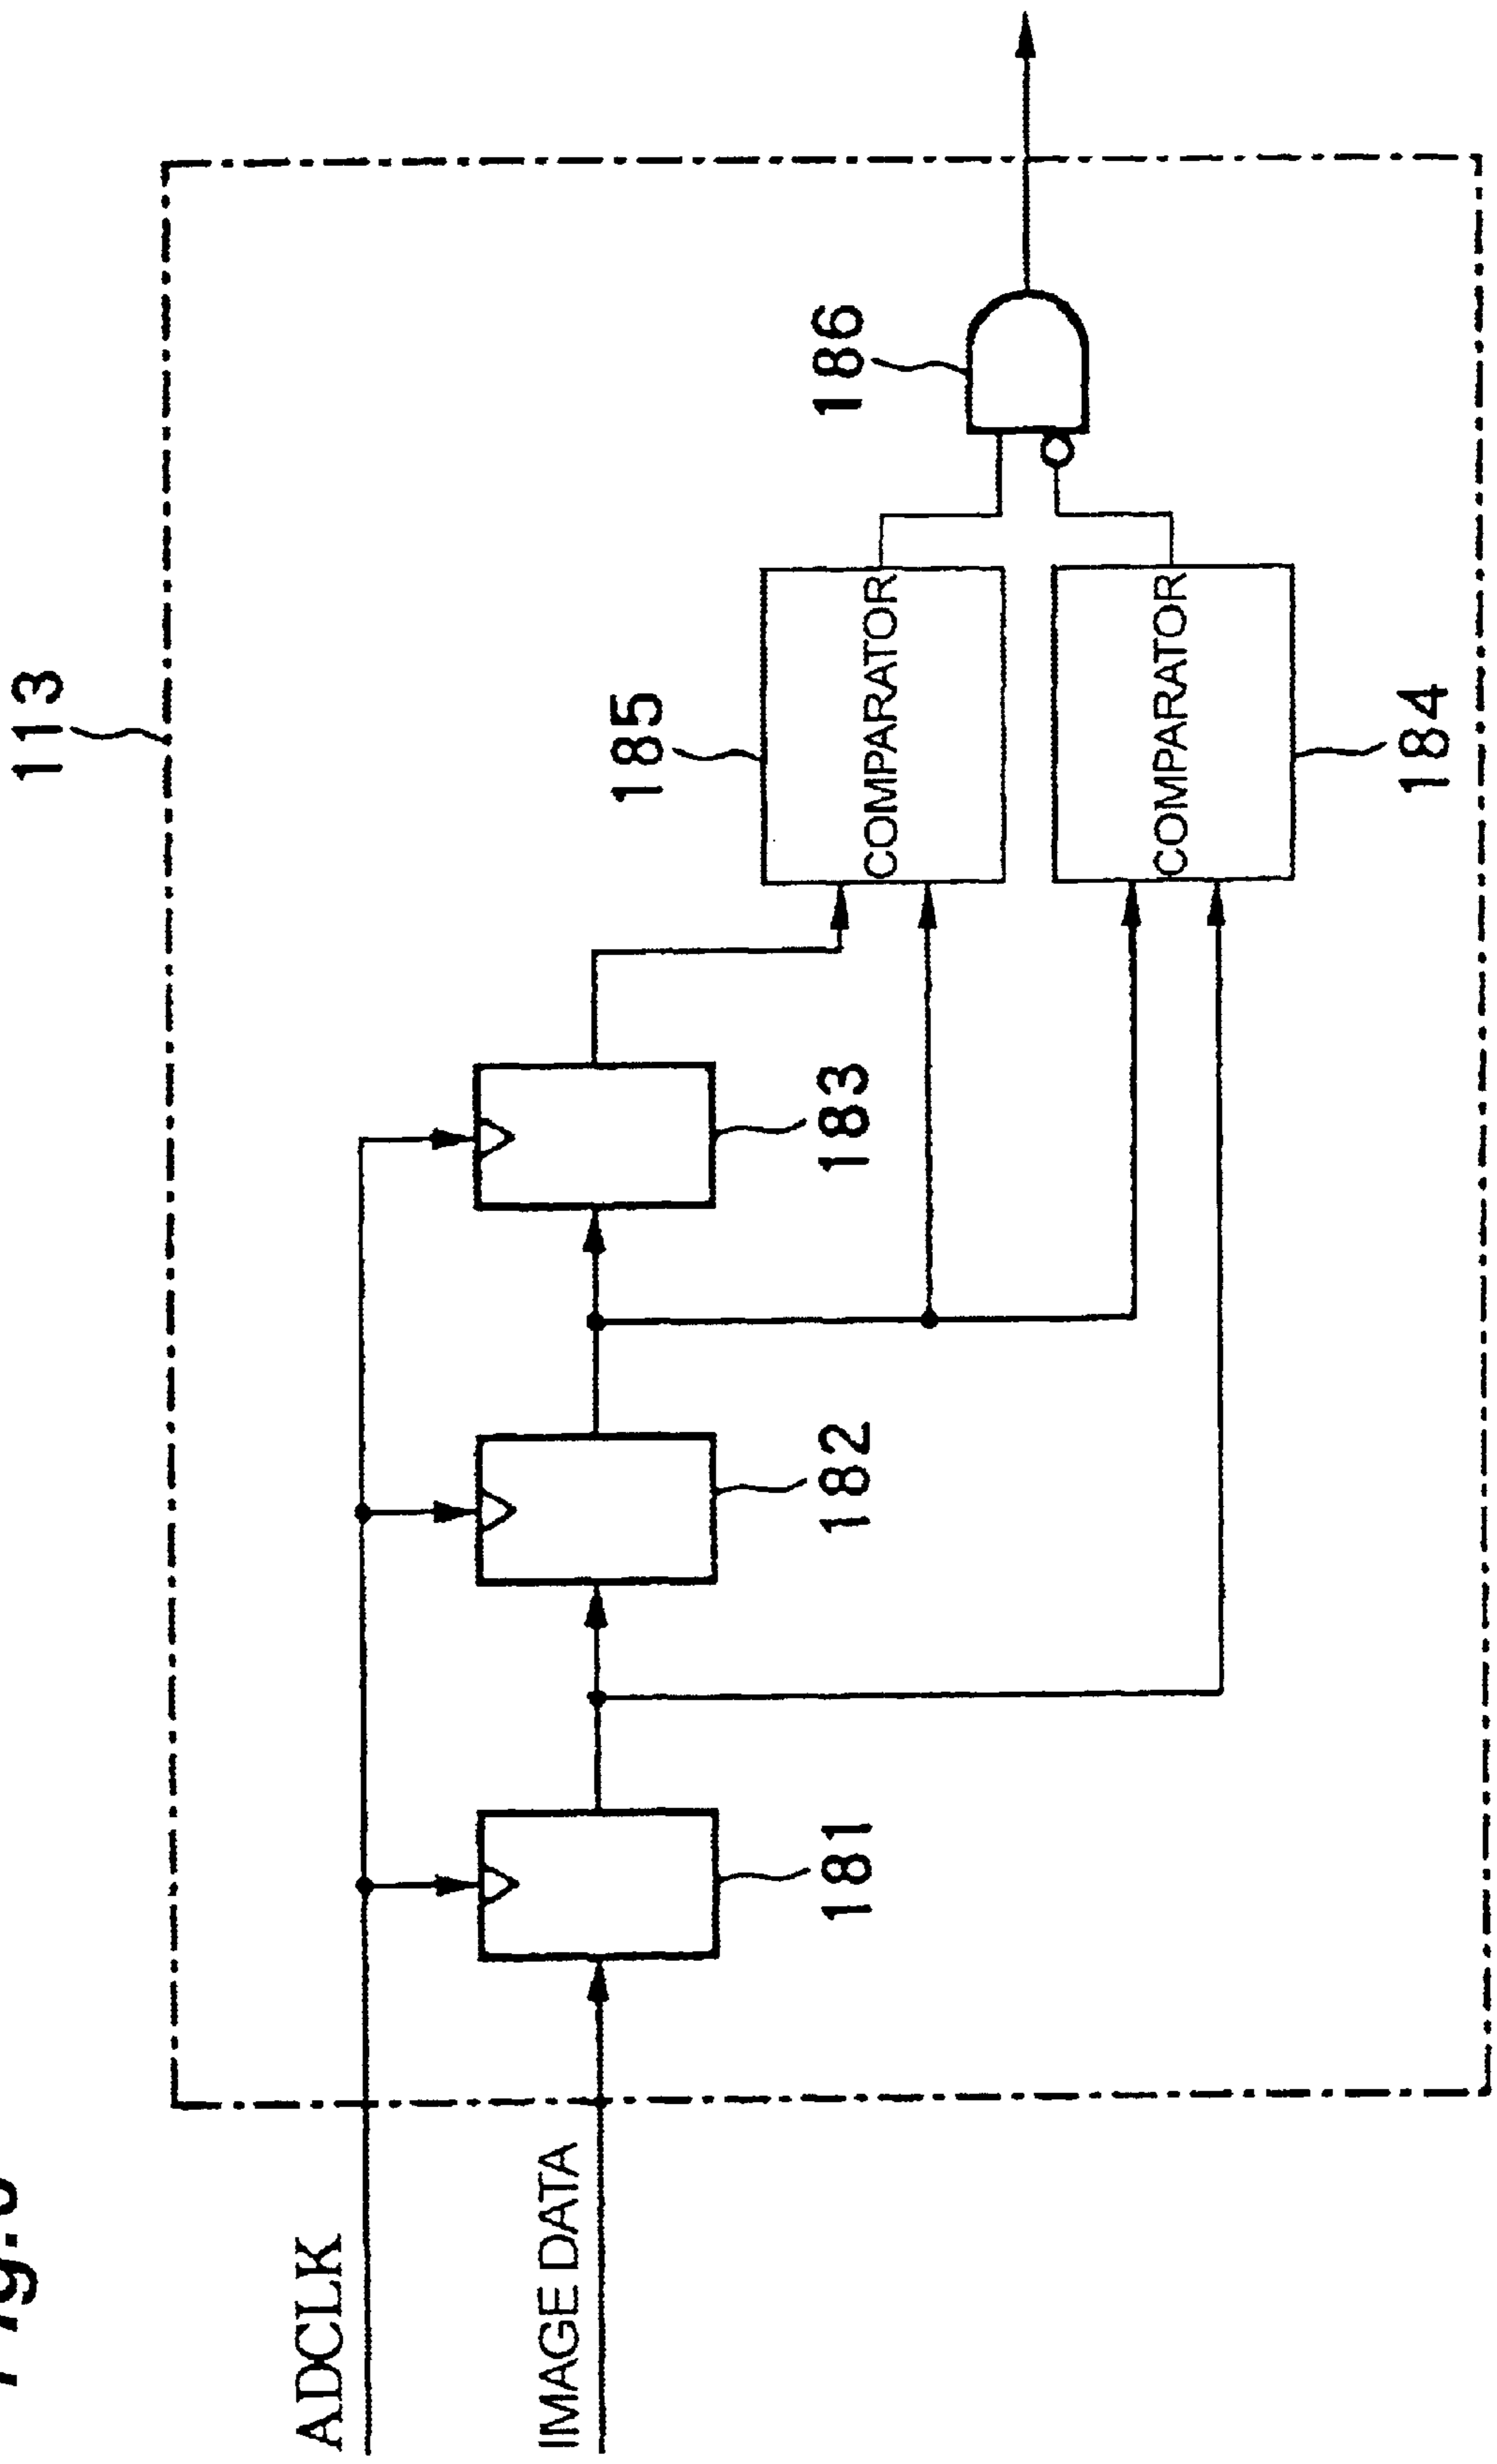 113
ADCLK
IMAGE DATA
181
182
183
185
COMPARATOR
184
COMPARATOR
186